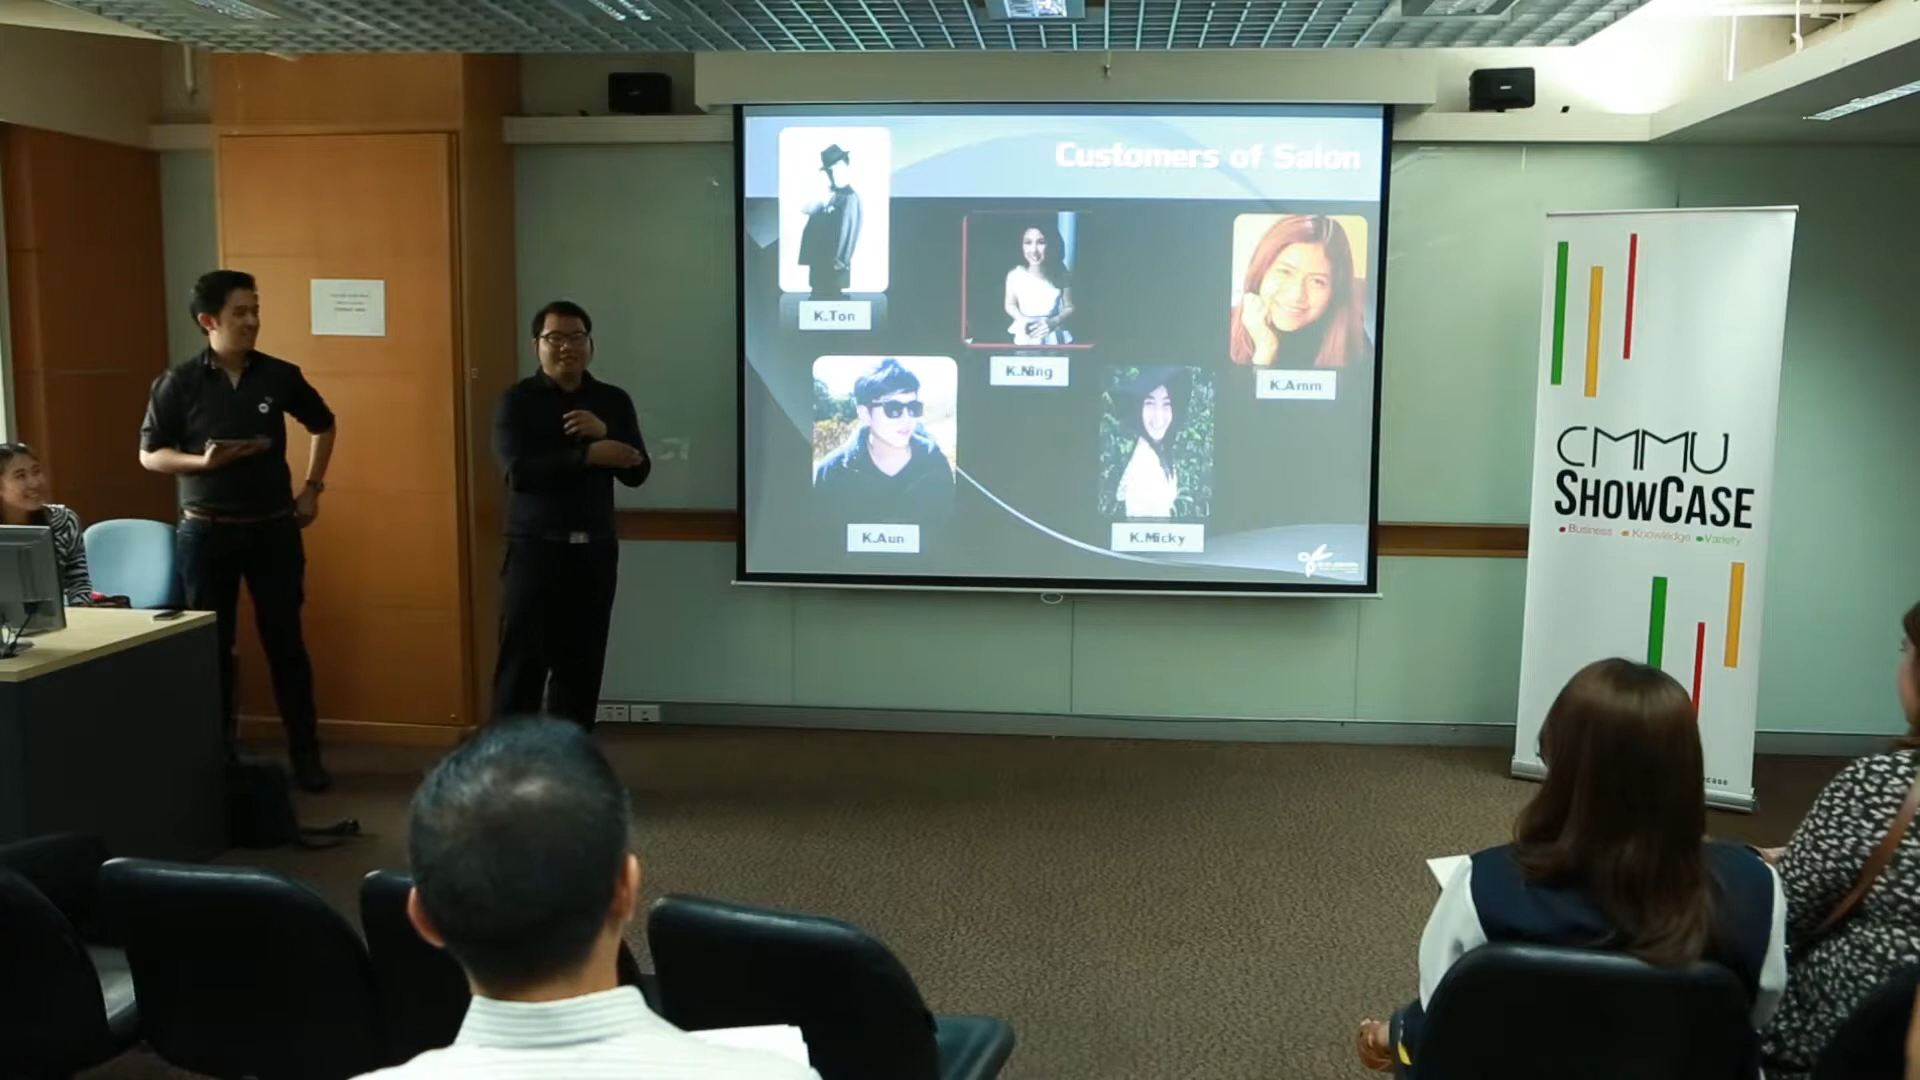 Customers of Salon
K.Ton
K.Ning
K.Amm
K.Aun
K.Micky
CMMU
SHOWCASE
Business Knowledge Variety